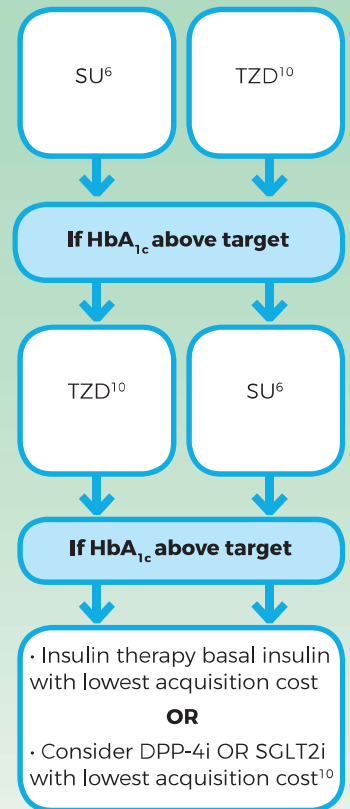 SU⁶
TZD¹⁰
If HbA₁c above target
TZD¹⁰
SU⁶
If HbA₁c above target
· Insulin therapy basal insulin
with lowest acquisition cost
OR
· Consider DPP-4i OR SGLT2i
with lowest acquisition cost¹⁰